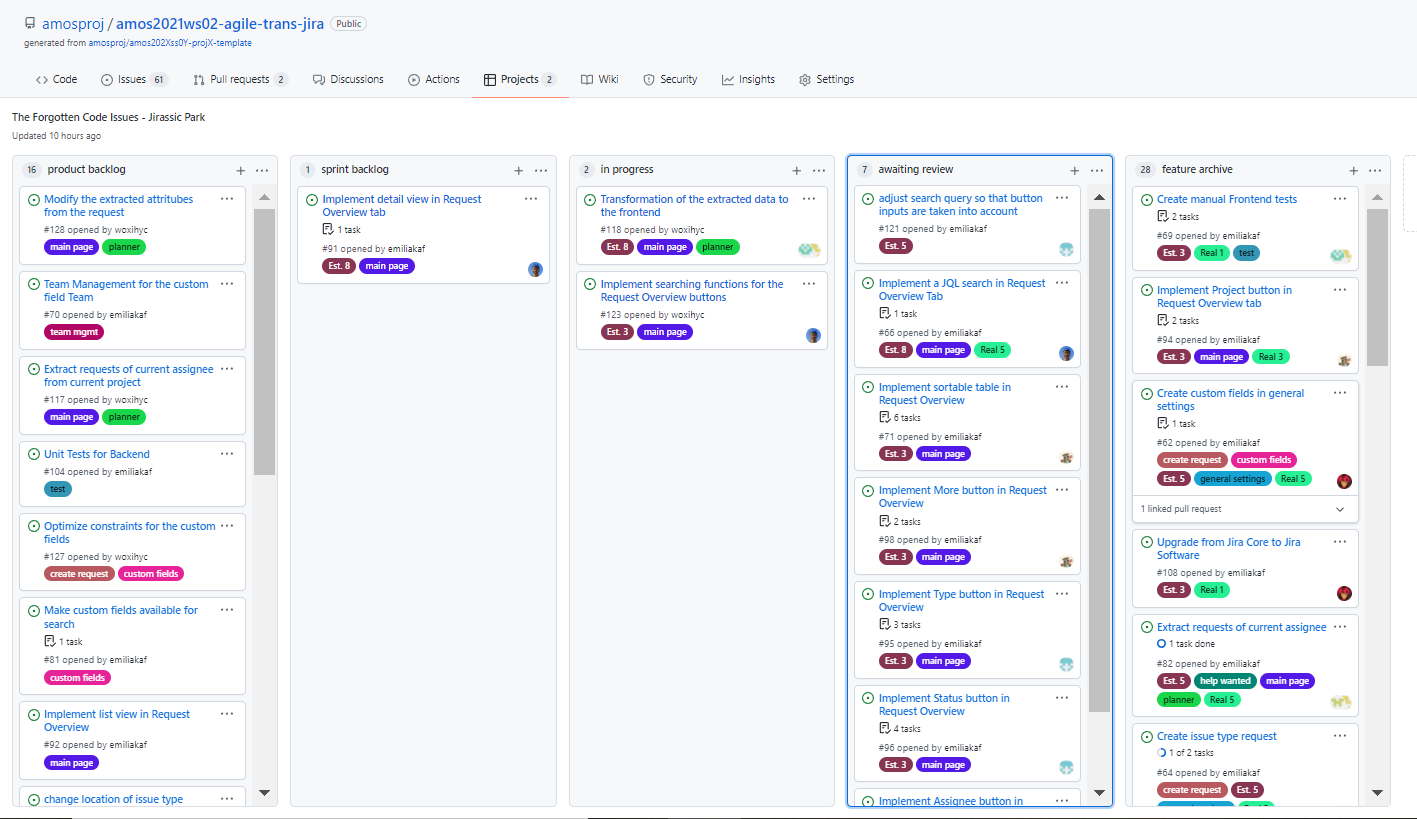 amosproj / amos2021ws02-agile-trans-jira Public
generated from amosproj/amos202Xss0Y-projX-template
Code Issues 61 Pull requests 2 Discussions Actions Projects 2 Wiki Security Insights Settings
The Forgotten Code Issues - Jirassic Park
Updated 10 hours ago
16 product backlog
Modify the extracted attritubes
from the request
#128 opened by woxihyc
main page planner
Team Management for the custom
field Team
#70 opened by emiliakaf
team mgmt
Extract requests of current assignee
from current project
#117 opened by woxihyc
main page planner
Unit Tests for Backend
#104 opened by emiliakaf
test
Optimize constraints for the custom
fields
#127 opened by woxihyc
create request custom fields
Make custom fields available for
search
1 task
#81 opened by emiliakaf
custom fields
Implement list view in Request
Overview
#92 opened by emiliakaf
main page
change location of issue type
1 sprint backlog
Implement detail view in Request
Overview tab
1 task
#91 opened by emiliakaf
Est. 8 main page
2 in progress
Transformation of the extracted data to
the frontend
#118 opened by woxihyc
Est. 8 main page planner
Implement searching functions for the
Request Overview buttons
#123 opened by woxihyc
Est. 3 main page
7 awaiting review
adjust search query so that button
inputs are taken into account
#121 opened by emiliakaf
Est. 5
Implement a JQL search in Request
Overview Tab
1 task
#66 opened by emiliakaf
Est. 8 main page Real 5
Implement sortable table in
Request Overview
6 tasks
#71 opened by emiliakaf
Est. 3 main page
Implement More button in Request
Overview
2 tasks
#98 opened by emiliakaf
Est. 3 main page
Implement Type button in Request
Overview
3 tasks
#95 opened by emiliakaf
Est. 3 main page
Implement Status button in
Request Overview
4 tasks
#96 opened by emiliakaf
Est. 3 main page
Implement Assignee button in
28 feature archive
Create manual Frontend tests
2 tasks
#69 opened by emiliakaf
Est. 3 Real 1 test
Implement Project button in
Request Overview tab
2 tasks
#94 opened by emiliakaf
Est. 3 main page Real 3
Create custom fields in general
settings
1 task
#62 opened by emiliakaf
create request custom fields
Est. 5 general settings Real 5
1 linked pull request
Upgrade from Jira Core to Jira
Software
#108 opened by emiliakaf
Est. 3 Real 1
Extract requests of current assignee
1 task done
#82 opened by emiliakaf
Est. 5 help wanted main page
planner Real 5
Create issue type request
1 of 2 tasks
#64 opened by emiliakaf
create request Est. 5